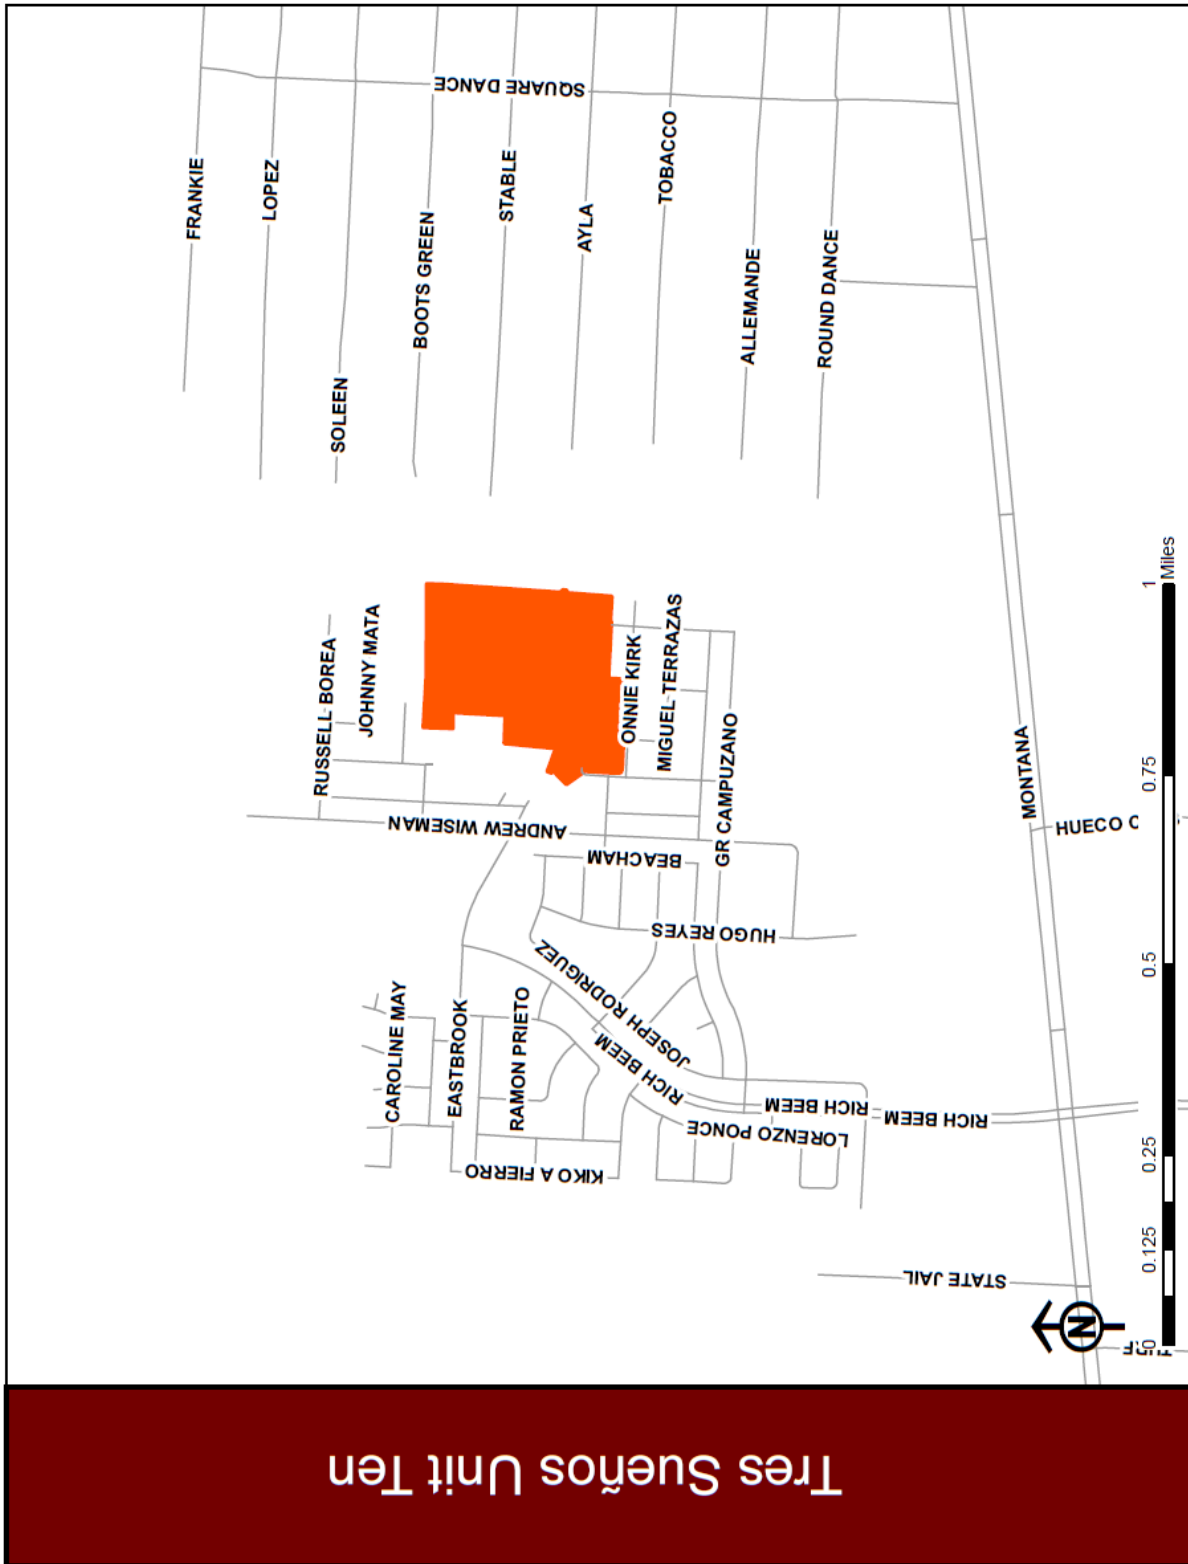 Tres Sueños Unit Ten
FRANKIE
LOPEZ
SOLEEN
BOOTS GREEN
STABLE
AYLA
TOBACCO
ALLEMANDE
ROUND DANCE
SQUARE DANCE
RUSSELL BOREA
JOHNNY MATA
ONNIE KIRK
MIGUEL TERRAZAS
GR CAMPUZANO
ANDREW WISEMAN
BEACHAM
HUGO REYES
JOSEPH RODRIGUEZ
RICH BEEM
RICH BEEM
RICH BEEM
CAROLINE MAY
EASTBROOK
RAMON PRIETO
KIKO A FIERRO
LORENZO PONCE
STATE JAIL
MONTANA
HUECO C
N
0 0.125 0.25 0.5 0.75 1
Miles